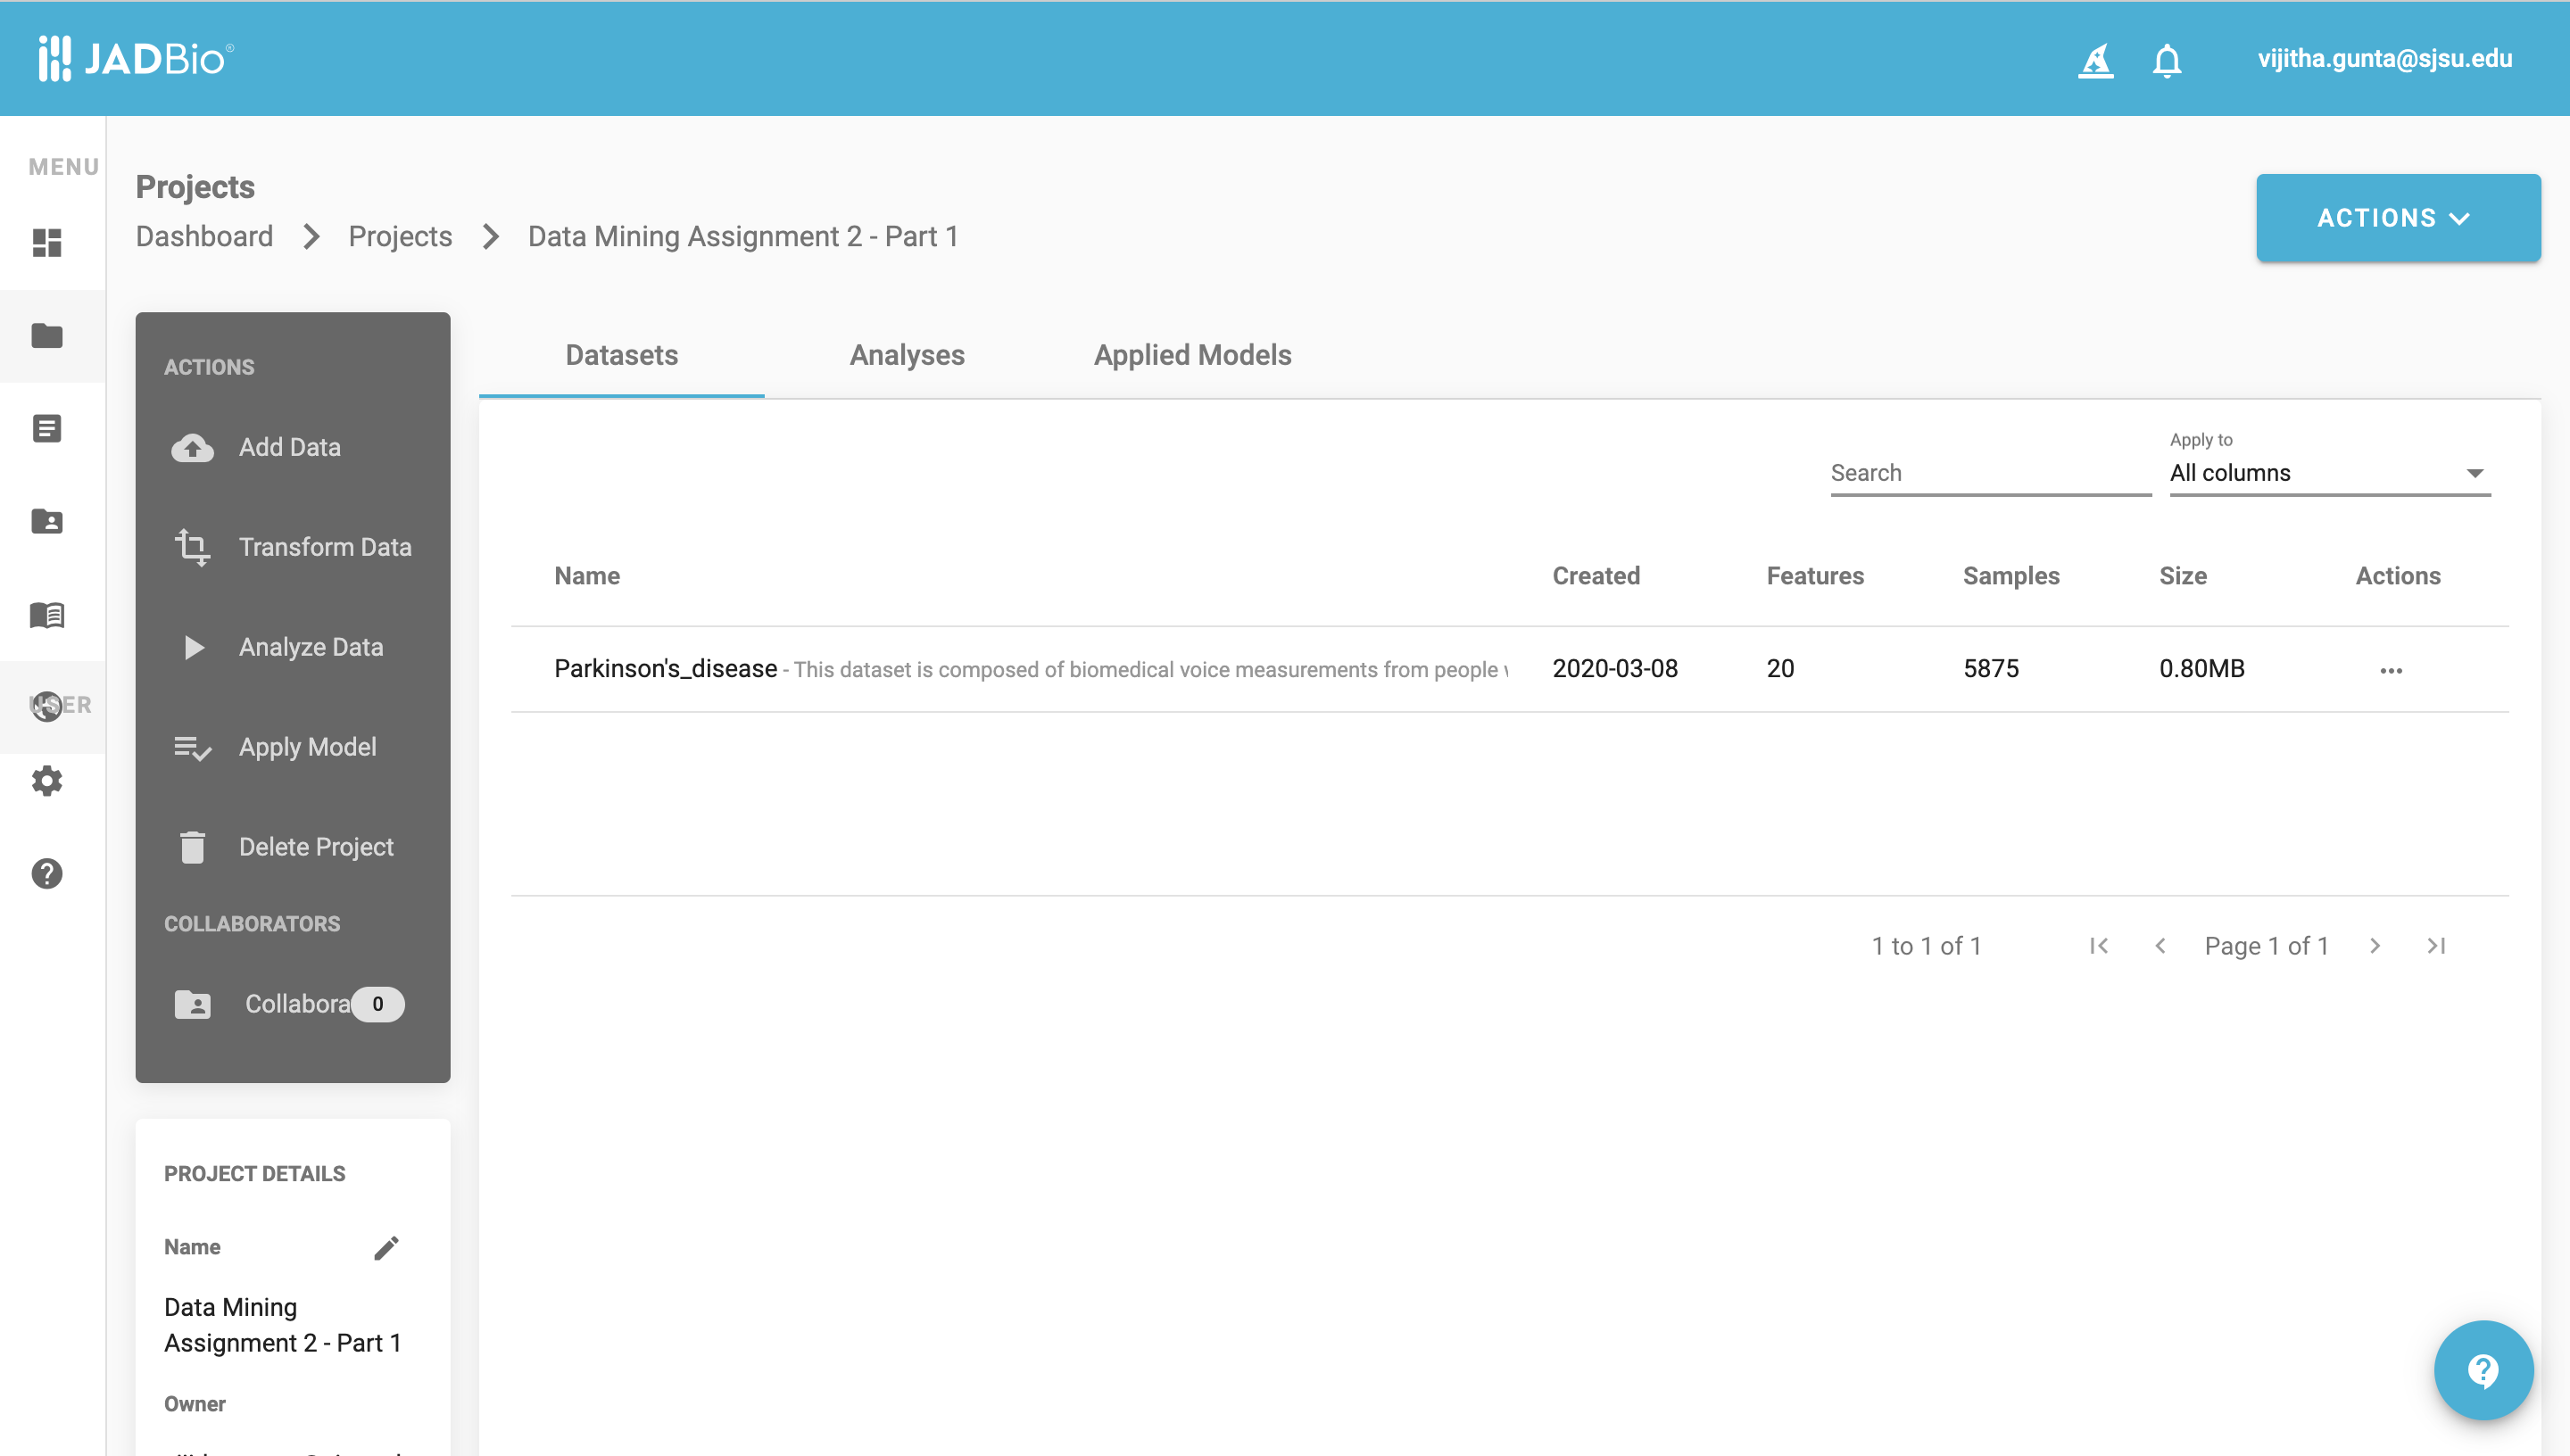 JADBio®
vijitha.gunta@sjsu.edu
MENU
Projects
Dashboard > Projects > Data Mining Assignment 2 - Part 1
ACTIONS
ACTIONS
Add Data
Transform Data
Analyze Data
Apply Model
Delete Project
COLLABORATORS
Collabora 0
USER
Datasets Analyses Applied Models
Apply to
Search All columns
Name Created Features Samples Size Actions
Parkinson's_disease - This dataset is composed of biomedical voice measurements from people 2020-03-08 20 5875 0.80MB ...
1 to 1 of 1 Page 1 of 1
PROJECT DETAILS
Name
Data Mining
Assignment 2 - Part 1
Owner